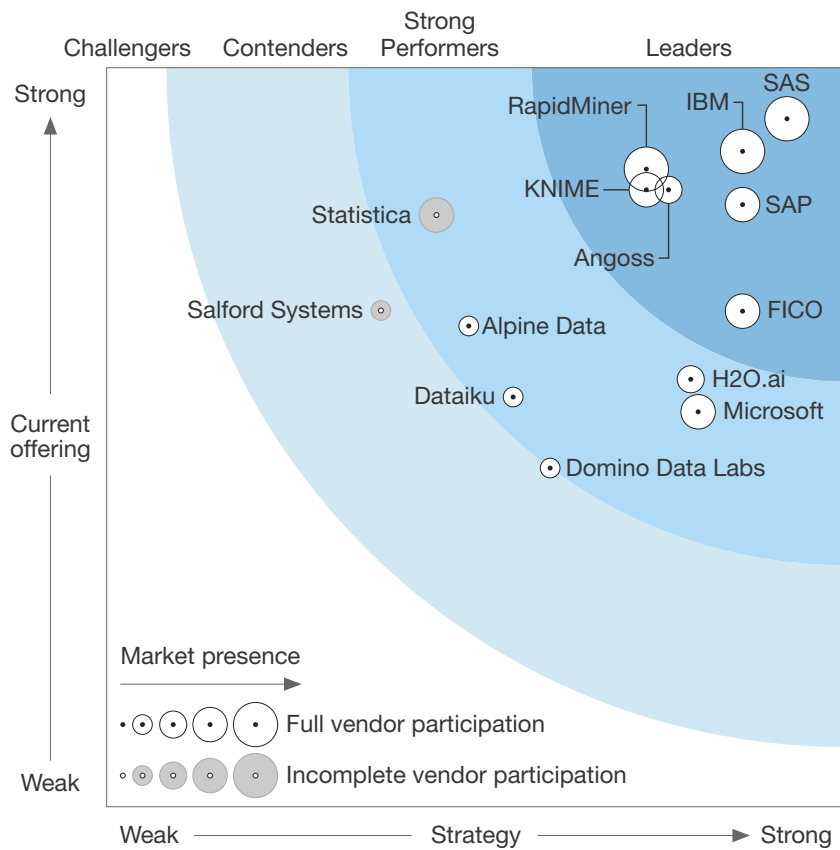 Strong
Challengers Contenders Performers Leaders
Strong
SAS
IBM
RapidMiner
KNIME
SAP
Statistica
Angoss
Salford Systems
FICO
Alpine Data
H2O.ai
Dataiku
Microsoft
Current
offering
Domino Data Labs
Market presence
Full vendor participation
Incomplete vendor participation
Weak
Weak Strategy Strong